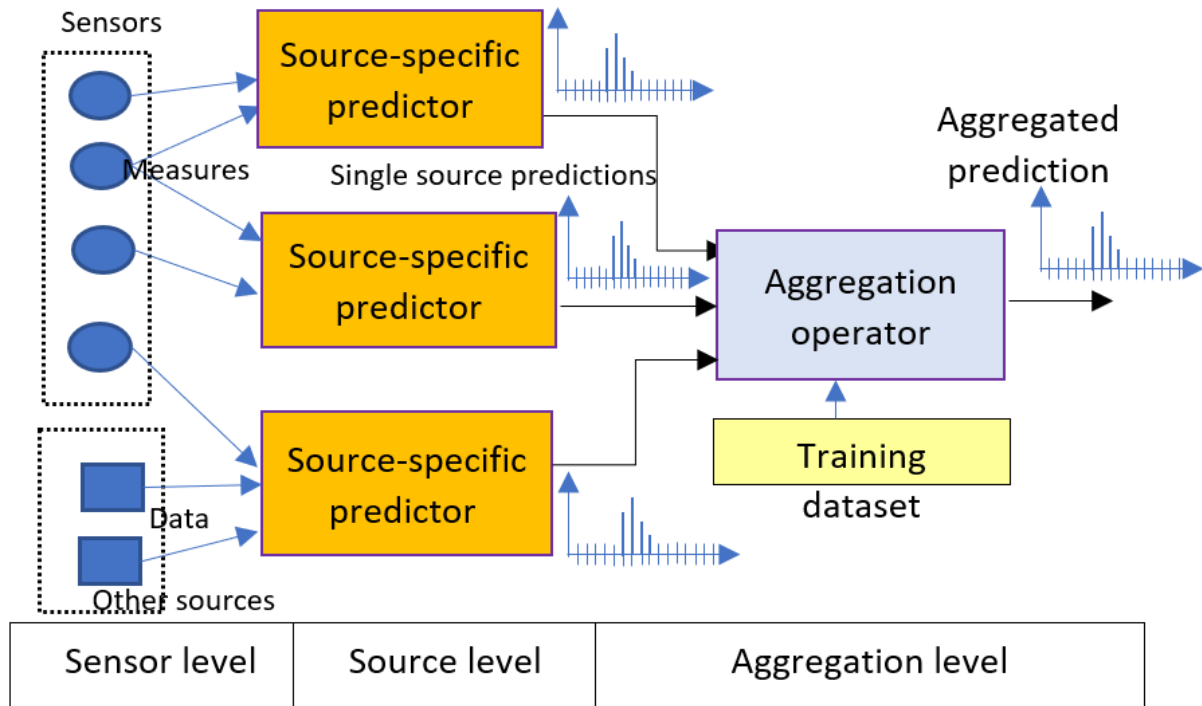 Sensors
Source-specific
predictor
Measures
Single source predictions
Aggregated
prediction
Source-specific
predictor
Aggregation
operator
Source-specific
predictor
Training
dataset
Data
Other sources
Sensor level
Source level
Aggregation level